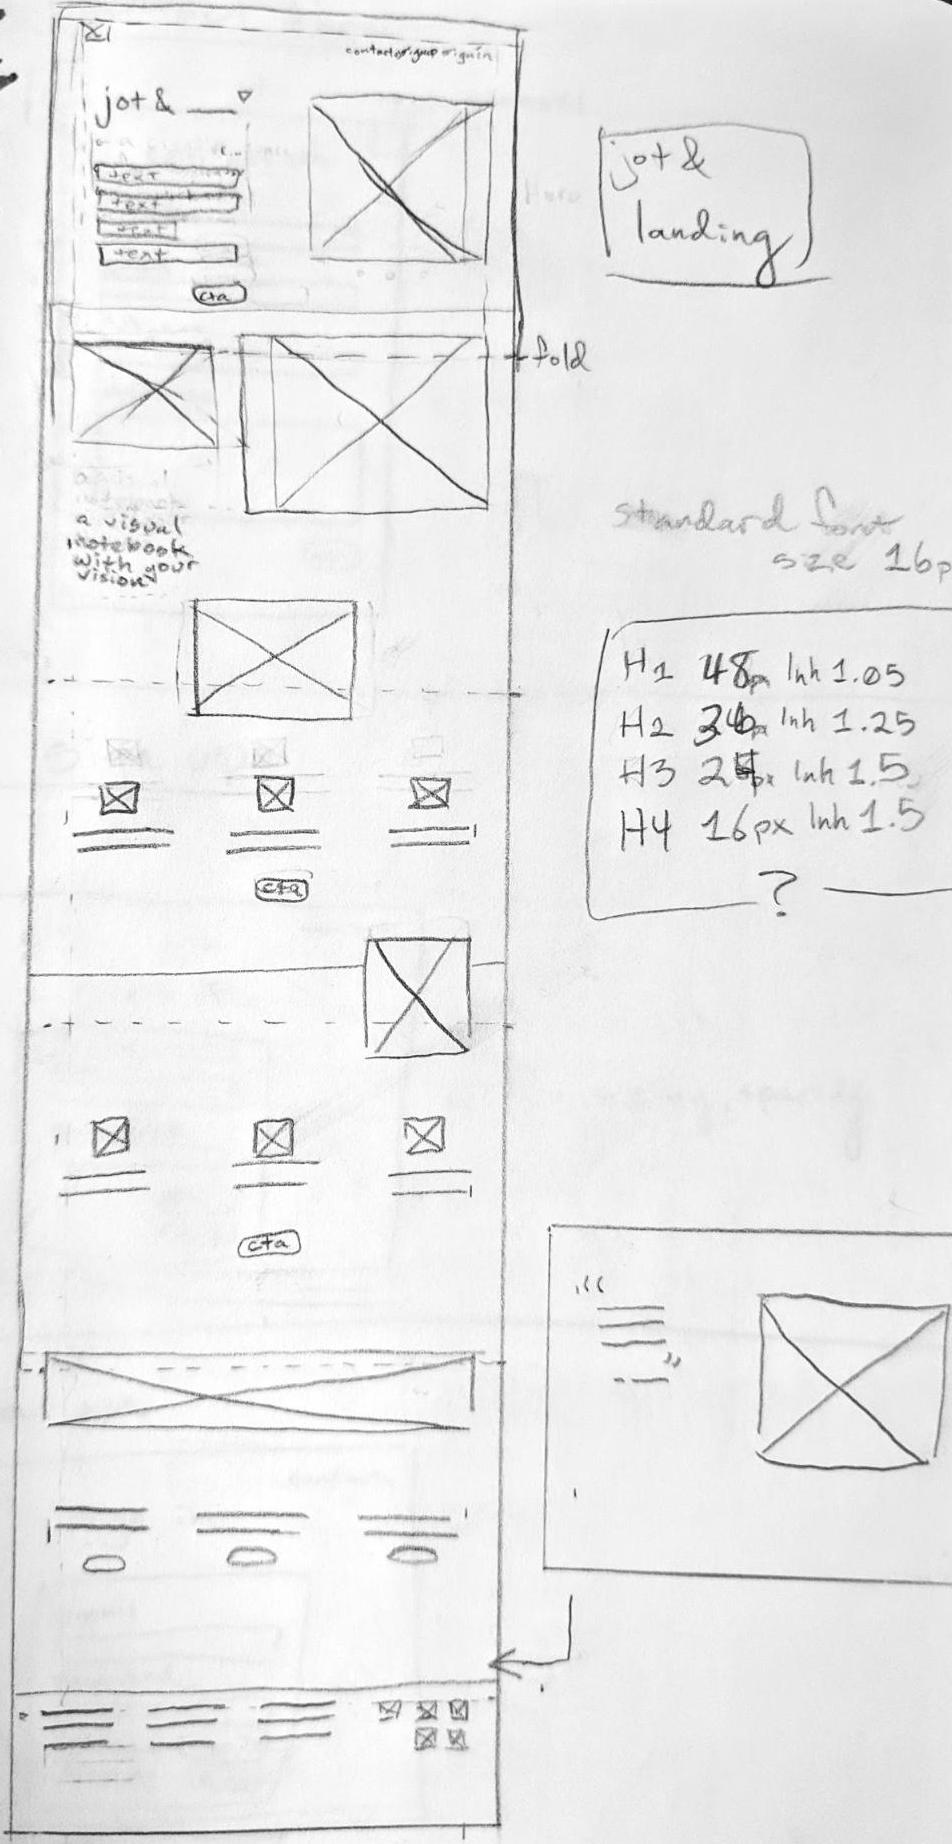 contact signup signin
jot & ___
text
text
text
text
cta
fold
a visual
notebook
with your
vision
cta
cta
jot &
landing
standard font
size 16p
H1 48px lnh 1.05
H2 36px lnh 1.25
H3 24px lnh 1.5
H4 16px lnh 1.5
?
“
”